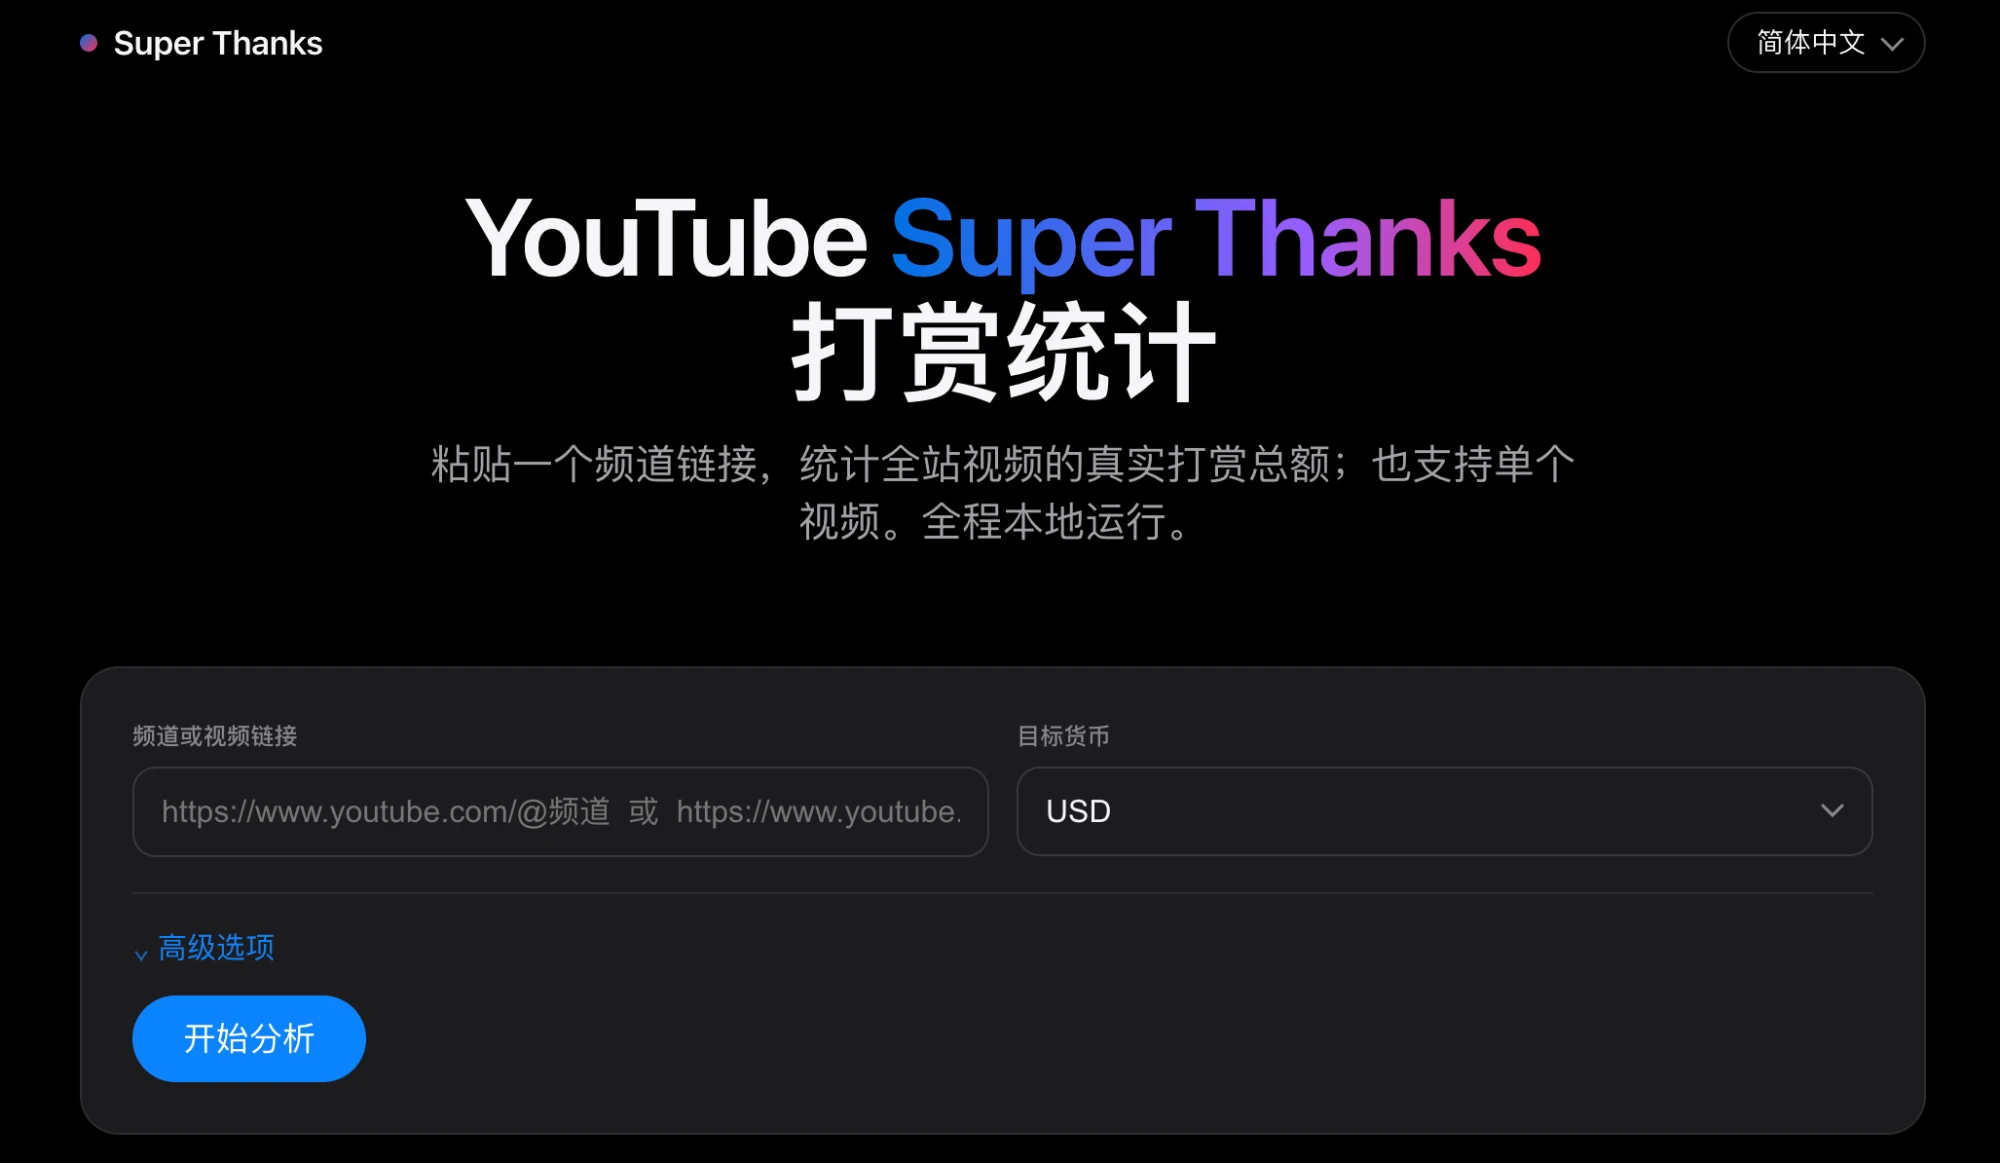 Super Thanks
简体中文
YouTube Super Thanks
打赏统计
粘贴一个频道链接，统计全站视频的真实打赏总额；也支持单个
视频。全程本地运行。
频道或视频链接
目标货币
https://www.youtube.com/@频道 或 https://www.youtube.
USD
高级选项
开始分析